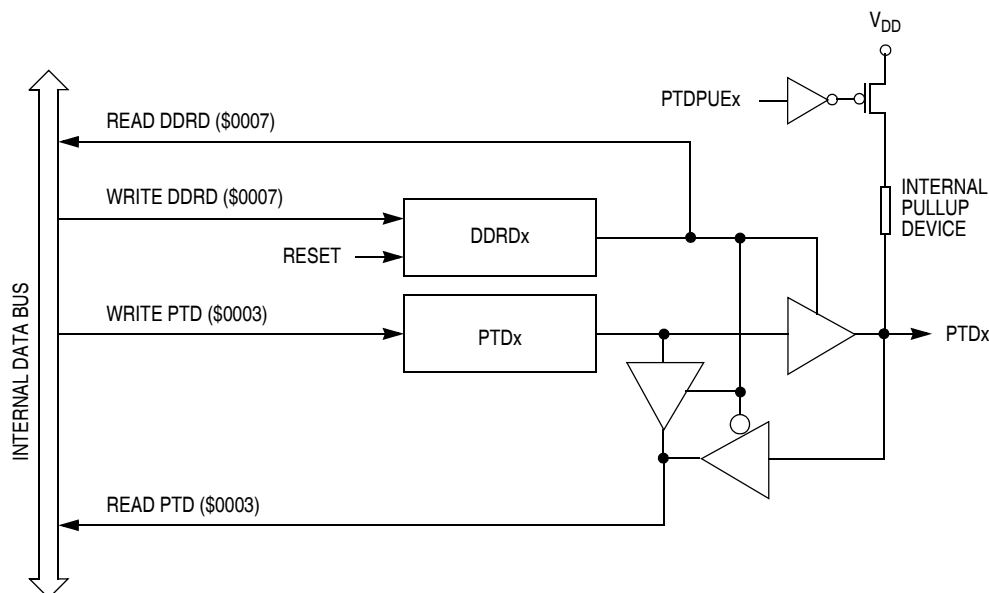 V_DD
PTDPUEx
READ DDRD ($0007)
WRITE DDRD ($0007)
INTERNAL
PULLUP
DEVICE
DDRDx
RESET
WRITE PTD ($0003)
PTDx
PTDx
INTERNAL DATA BUS
READ PTD ($0003)